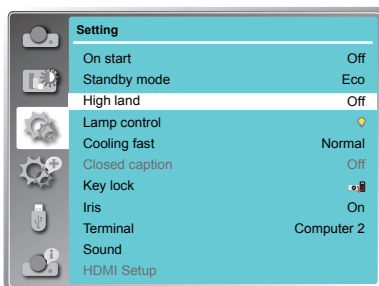 Setting
On start Off
Standby mode Eco
High land Off
Lamp control
Cooling fast Normal
Closed caption Off
Key lock
Iris On
Terminal Computer 2
Sound
HDMI Setup